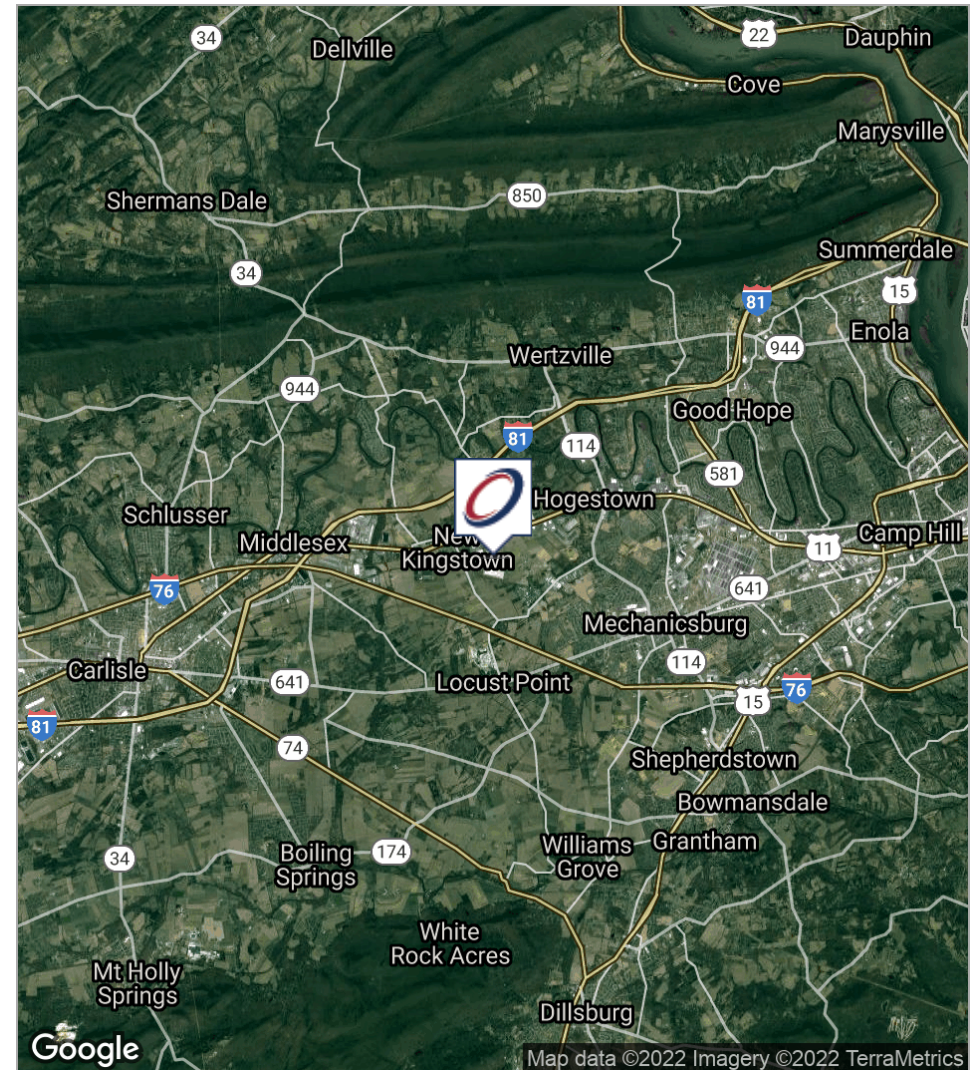 34
Dellville
22
Dauphin
Cove
Marysville
Shermans Dale
850
34
Summerdale
81
15
Enola
944
Wertzville
944
Good Hope
81
114
581
Hogestown
Schlusser
Middlesex
New
Kingstown
11
Camp Hill
76
641
Mechanicsburg
114
Carlisle
641
Locust Point
76
15
81
74
Shepherdstown
Bowmansdale
Grantham
Williams
Grove
174
34
Boiling
Springs
White
Rock Acres
Mt Holly
Springs
Dillsburg
Google
Map data ©2022 Imagery ©2022 TerraMetrics